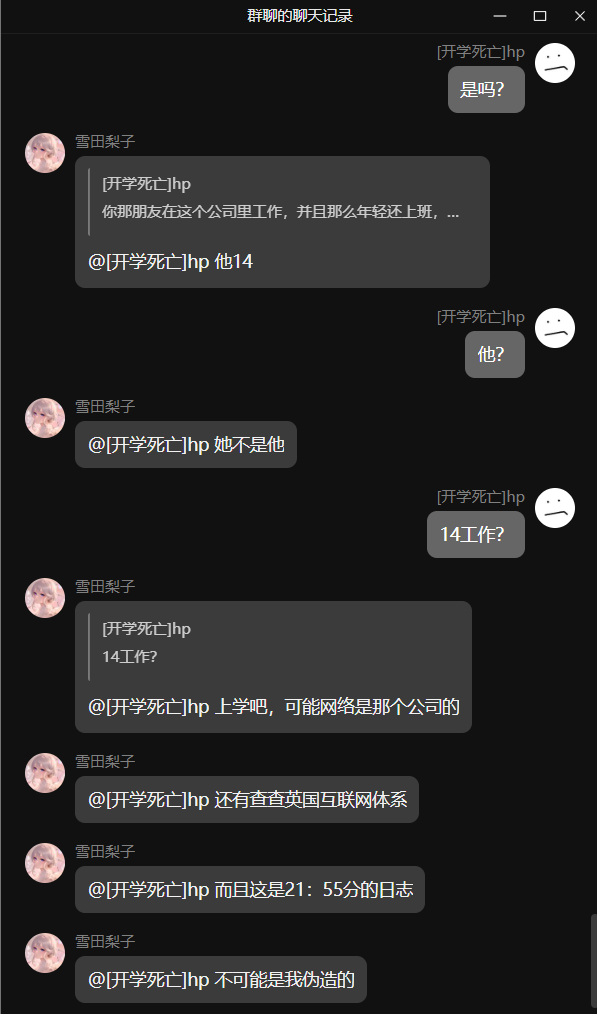 群聊的聊天记录
[开学死亡]hp
是吗？
雪田梨子
[开学死亡]hp
你那朋友在这个公司里工作，并且那么年轻还上班，...
@[开学死亡]hp 他14
[开学死亡]hp
他？
雪田梨子
@[开学死亡]hp 她不是他
[开学死亡]hp
14工作？
雪田梨子
[开学死亡]hp
14工作？
@[开学死亡]hp 上学吧，可能网络是那个公司的
雪田梨子
@[开学死亡]hp 还有查查英国互联网体系
雪田梨子
@[开学死亡]hp 而且这是21：55分的日志
雪田梨子
@[开学死亡]hp 不可能是我伪造的